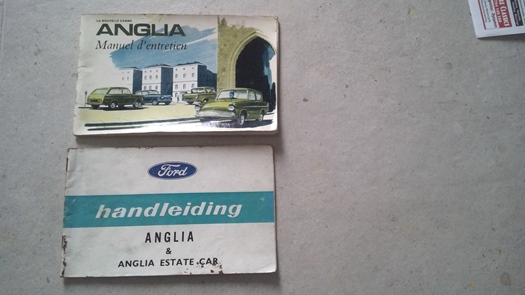 LA NOUVELLE GAMME
ANGLIA
Manuel d'entretien
Ford
handleiding
ANGLIA
&
ANGLIA ESTATE CAR